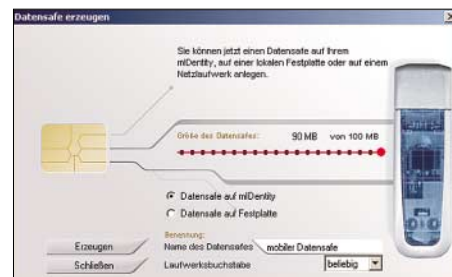 Datensafe erzeugen
Sie können jetzt einen Datensafe auf Ihrem
mIDentity, auf einer lokalen Festplatte oder auf einem
Netzlaufwerk anlegen.
Größe des Datensafes: 90 MB von 100 MB
Datensafe auf mIDentity
Datensafe auf Festplatte
Benennung:
Erzeugen Name des Datensafes mobiler Datensafe
Schließen Laufwerksbuchstabe beliebig